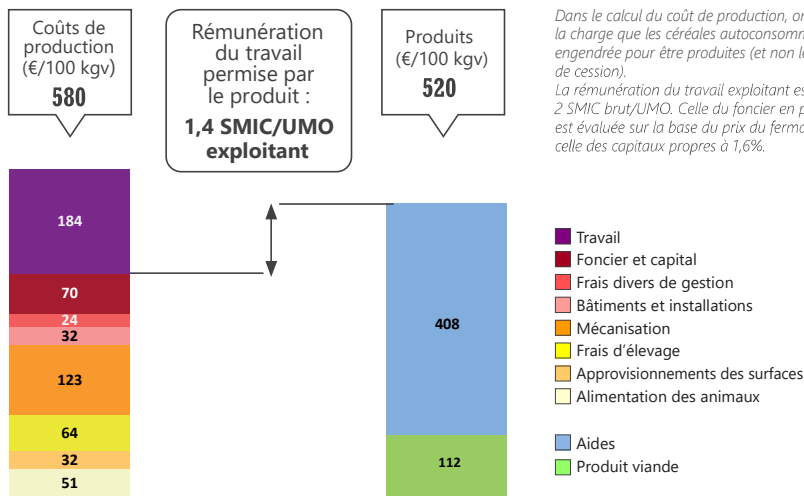 Coûts de
production
(€/100 kgv)
580
Rémunération
du travail
permise par
le produit :
1,4 SMIC/UMO
exploitant
Produits
(€/100 kgv)
520
Dans le calcul du coût de production, on
la charge que les céréales autoconsomm
engendrée pour être produites (et non le
de cession).
La rémunération du travail exploitant es
2 SMIC brut/UMO. Celle du foncier en p
est évaluée sur la base du prix du ferma
celle des capitaux propres à 1,6%.
184
70
24
32
123
64
32
51
408
112
Travail
Foncier et capital
Frais divers de gestion
Bâtiments et installations
Mécanisation
Frais d'élevage
Approvisionnements des surfaces
Alimentation des animaux
Aides
Produit viande